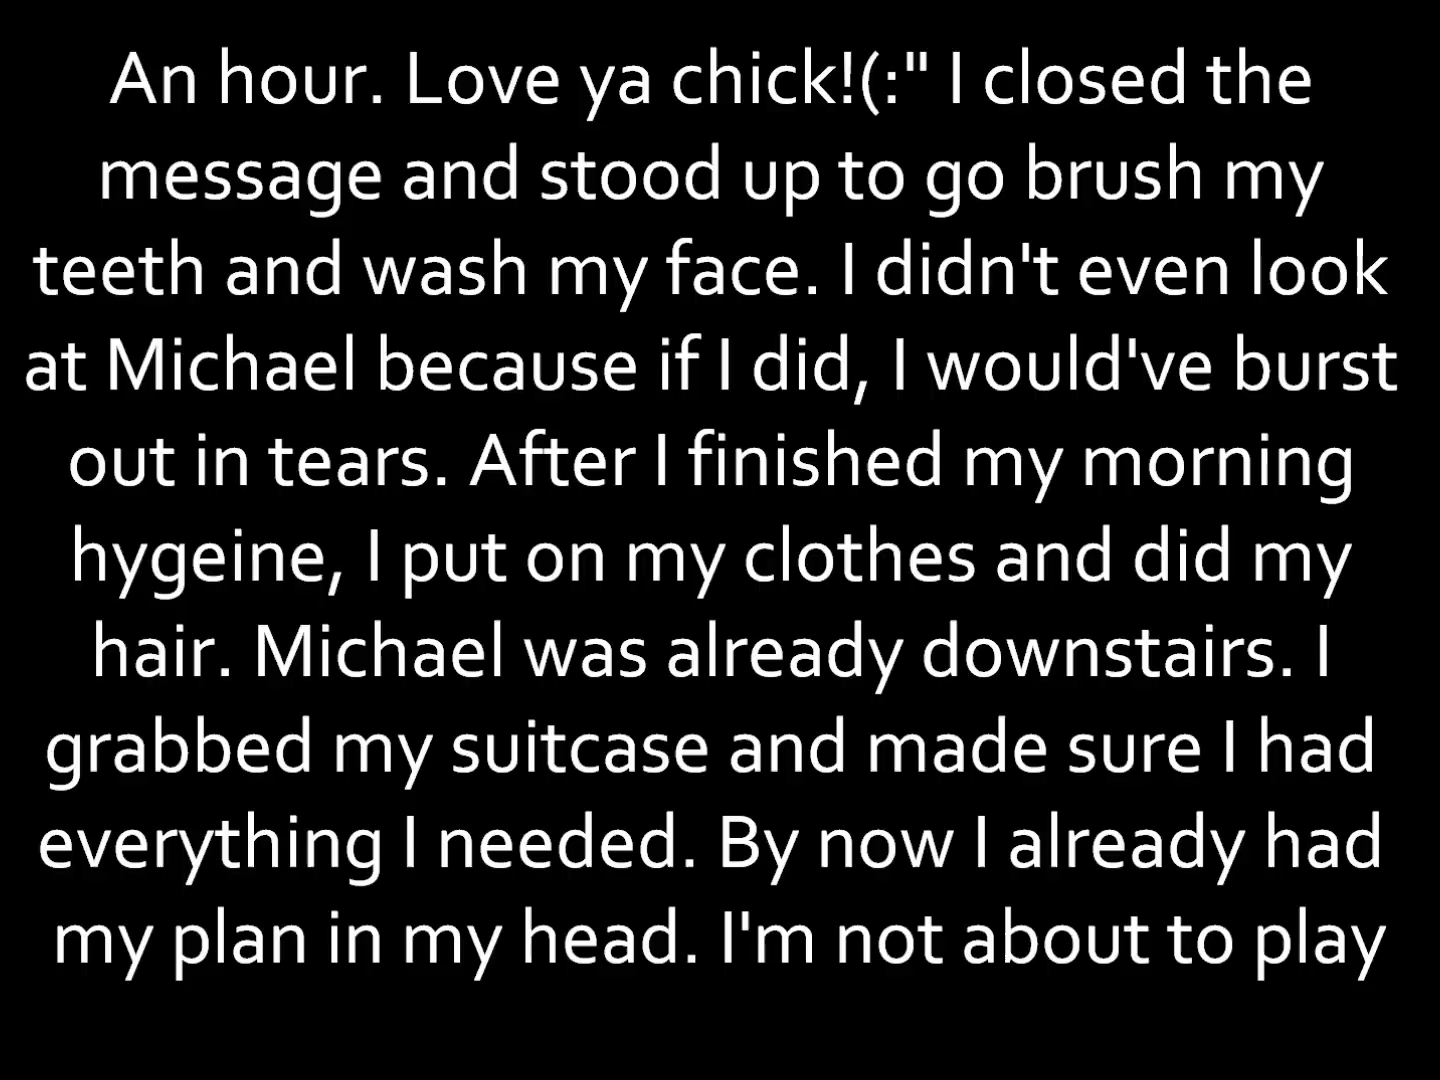 An hour. Love ya chick!(:" I closed the
message and stood up to go brush my
teeth and wash my face. I didn't even look
at Michael because if I did, I would've burst
out in tears. After I finished my morning
hygeine, I put on my clothes and did my
hair. Michael was already downstairs. I
grabbed my suitcase and made sure I had
everything I needed. By now I already had
my plan in my head. I'm not about to play